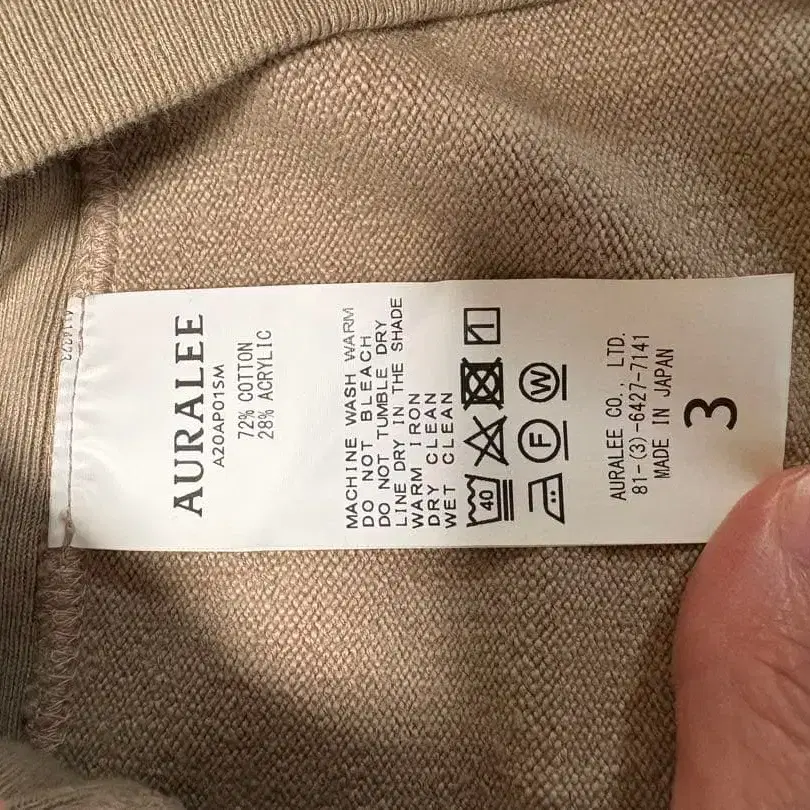 AURALEE
A20AP01SM
72% COTTON
28% ACRYLIC
MACHINE WASH WARM
DO NOT BLEACH
DO NOT TUMBLE DRY
LINE DRY IN THE SHADE
WARM IRON
DRY CLEAN
WET CLEAN
40
F W
AURALEE CO., LTD.
81-(3)-6427-7141
MADE IN JAPAN
3